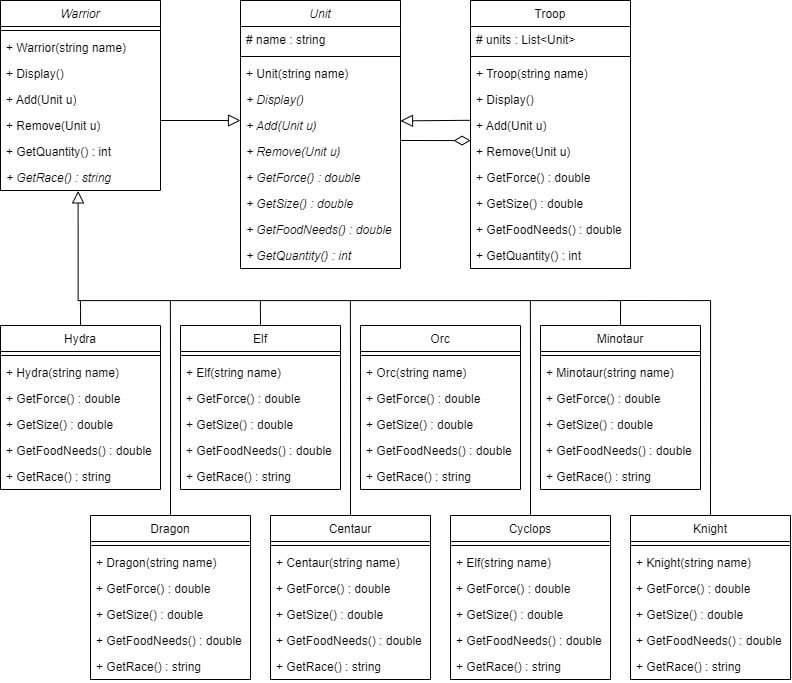 Warrior
+ Warrior(string name)
+ Display()
+ Add(Unit u)
+ Remove(Unit u)
+ GetQuantity() : int
+ GetRace() : string
Unit
# name : string
+ Unit(string name)
+ Display()
+ Add(Unit u)
+ Remove(Unit u)
+ GetForce() : double
+ GetSize() : double
+ GetFoodNeeds() : double
+ GetQuantity() : int
Troop
# units : List<Unit>
+ Troop(string name)
+ Display()
+ Add(Unit u)
+ Remove(Unit u)
+ GetForce() : double
+ GetSize() : double
+ GetFoodNeeds() : double
+ GetQuantity() : int
Hydra
+ Hydra(string name)
+ GetForce() : double
+ GetSize() : double
+ GetFoodNeeds() : double
+ GetRace() : string
Elf
+ Elf(string name)
+ GetForce() : double
+ GetSize() : double
+ GetFoodNeeds() : double
+ GetRace() : string
Orc
+ Orc(string name)
+ GetForce() : double
+ GetSize() : double
+ GetFoodNeeds() : double
+ GetRace() : string
Minotaur
+ Minotaur(string name)
+ GetForce() : double
+ GetSize() : double
+ GetFoodNeeds() : double
+ GetRace() : string
Dragon
+ Dragon(string name)
+ GetForce() : double
+ GetSize() : double
+ GetFoodNeeds() : double
+ GetRace() : string
Centaur
+ Centaur(string name)
+ GetForce() : double
+ GetSize() : double
+ GetFoodNeeds() : double
+ GetRace() : string
Cyclops
+ Elf(string name)
+ GetForce() : double
+ GetSize() : double
+ GetFoodNeeds() : double
+ GetRace() : string
Knight
+ Knight(string name)
+ GetForce() : double
+ GetSize() : double
+ GetFoodNeeds() : double
+ GetRace() : string